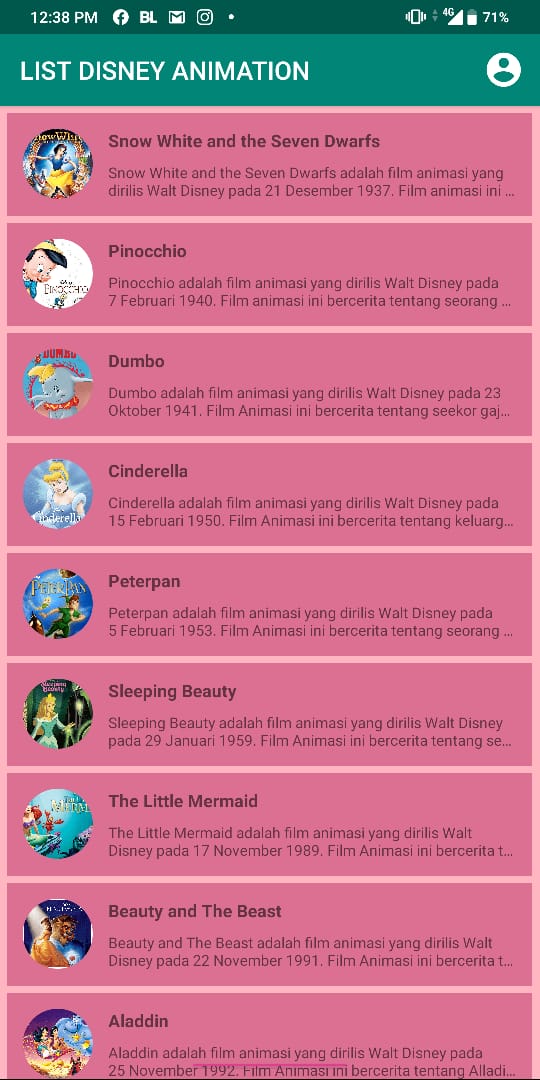 12:38 PM BL 4G 71%
LIST DISNEY ANIMATION
Snow White and the Seven Dwarfs
Snow White and the Seven Dwarfs adalah film animasi yang
dirilis Walt Disney pada 21 Desember 1937. Film animasi ini ...
Pinocchio
PINOCCHIO
Pinocchio adalah film animasi yang dirilis Walt Disney pada
7 Februari 1940. Film animasi ini bercerita tentang seorang ...
DUMBO
Dumbo
Dumbo adalah film animasi yang dirilis Walt Disney pada 23
Oktober 1941. Film Animasi ini bercerita tentang seekor gaj...
Cinderella
Cinderella
Cinderella adalah film animasi yang dirilis Walt Disney pada
15 Februari 1950. Film Animasi ini bercerita tentang keluarg...
Peterpan
PETER PAN
Peterpan adalah film animasi yang dirilis Walt Disney pada
5 Februari 1953. Film Animasi ini bercerita tentang seorang ...
Sleeping Beauty
Sleeping
Beauty
Sleeping Beauty adalah film animasi yang dirilis Walt Disney
pada 29 Januari 1959. Film Animasi ini bercerita tentang se...
The Little Mermaid
The Little Mermaid adalah film animasi yang dirilis Walt
Disney pada 17 November 1989. Film Animasi ini bercerita t...
Beauty and The Beast
Beauty and The Beast adalah film animasi yang dirilis Walt
Disney pada 22 November 1991. Film Animasi ini bercerita t...
Aladdin
Aladdin adalah film animasi yang dirilis Walt Disney pada
25 November 1992. Film Animasi ini bercerita tentang Alladi...